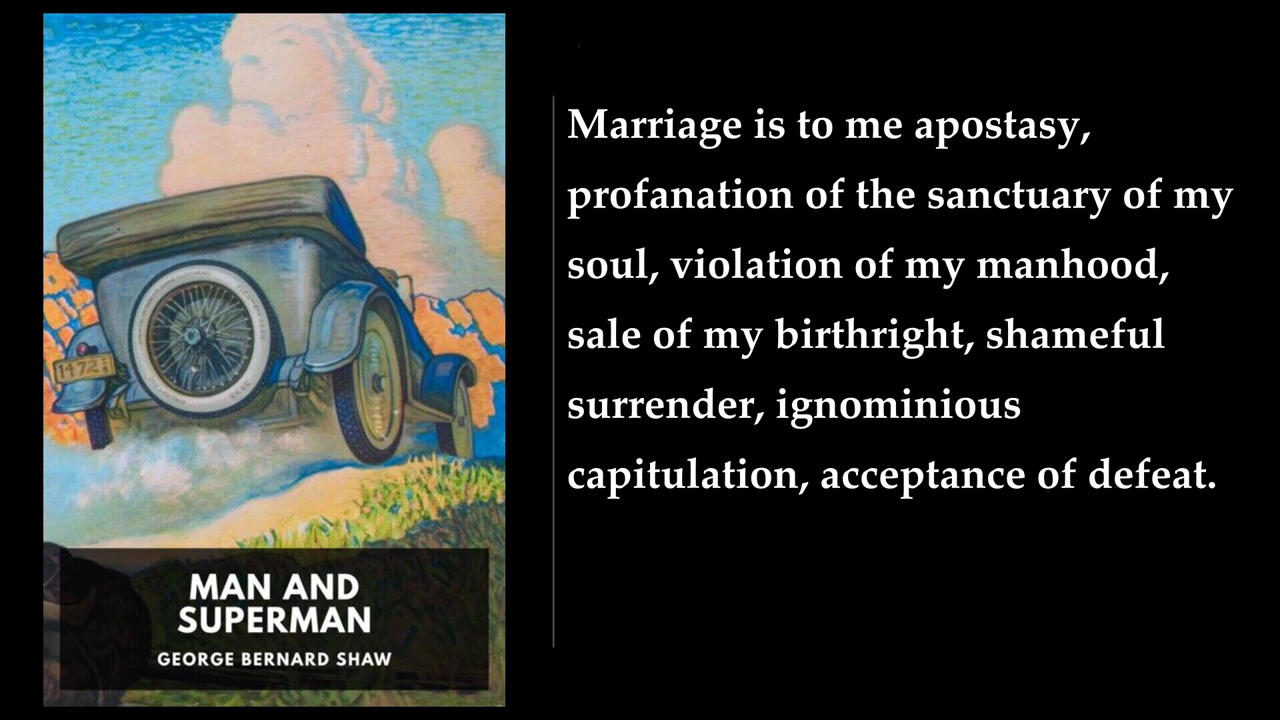 Marriage is to me apostasy,
profanation of the sanctuary of my
soul, violation of my manhood,
sale of my birthright, shameful
surrender, ignominious
capitulation, acceptance of defeat.
1472
MAN AND
SUPERMAN
GEORGE BERNARD SHAW